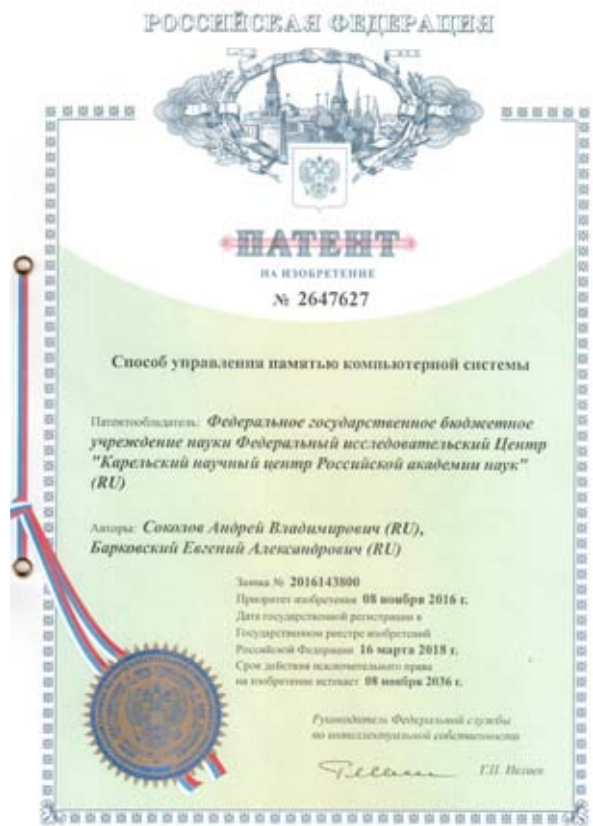 РОССИЙСКАЯ ФЕДЕРАЦИЯ
ПАТЕНТ
НА ИЗОБРЕТЕНИЕ
№ 2647627
Способ управления памятью компьютерной системы
Патентообладатель: Федеральное государственное бюджетное
учреждение науки Федеральный исследовательский Центр
"Карельский научный центр Российской академии наук"
(RU)
Авторы: Соколов Андрей Владимирович (RU),
Барковский Евгений Александрович (RU)
Заявка № 2016143800
Приоритет изобретения 08 ноября 2016 г.
Дата государственной регистрации в
Государственном реестре изобретений
Российской Федерации 16 марта 2018 г.
Срок действия исключительного права
на изобретение истекает 08 ноября 2036 г.
Руководитель Федеральной службы
по интеллектуальной собственности
Г.П. Ивлиев